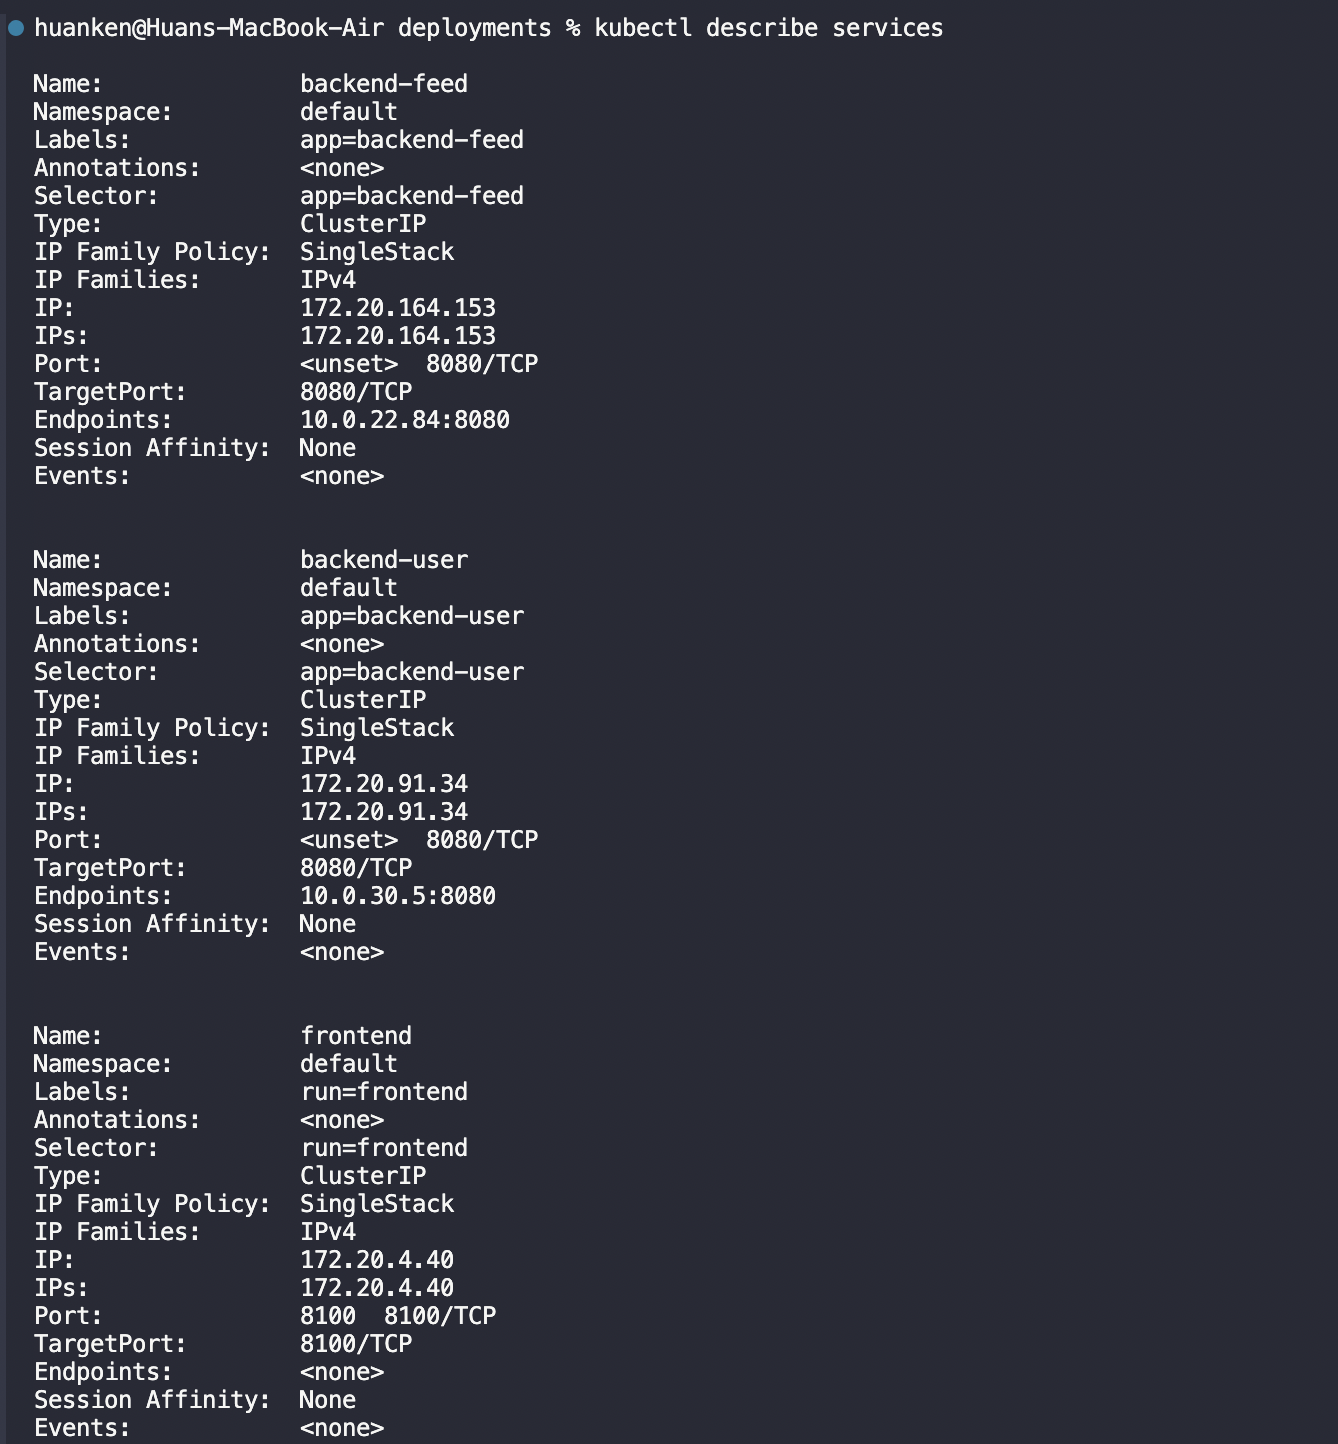 huanken@Huans-MacBook-Air deployments % kubectl describe services
Name: backend-feed
Namespace: default
Labels: app=backend-feed
Annotations: <none>
Selector: app=backend-feed
Type: ClusterIP
IP Family Policy: SingleStack
IP Families: IPv4
IP: 172.20.164.153
IPs: 172.20.164.153
Port: <unset> 8080/TCP
TargetPort: 8080/TCP
Endpoints: 10.0.22.84:8080
Session Affinity: None
Events: <none>
Name: backend-user
Namespace: default
Labels: app=backend-user
Annotations: <none>
Selector: app=backend-user
Type: ClusterIP
IP Family Policy: SingleStack
IP Families: IPv4
IP: 172.20.91.34
IPs: 172.20.91.34
Port: <unset> 8080/TCP
TargetPort: 8080/TCP
Endpoints: 10.0.30.5:8080
Session Affinity: None
Events: <none>
Name: frontend
Namespace: default
Labels: run=frontend
Annotations: <none>
Selector: run=frontend
Type: ClusterIP
IP Family Policy: SingleStack
IP Families: IPv4
IP: 172.20.4.40
IPs: 172.20.4.40
Port: 8100 8100/TCP
TargetPort: 8100/TCP
Endpoints: <none>
Session Affinity: None
Events: <none>